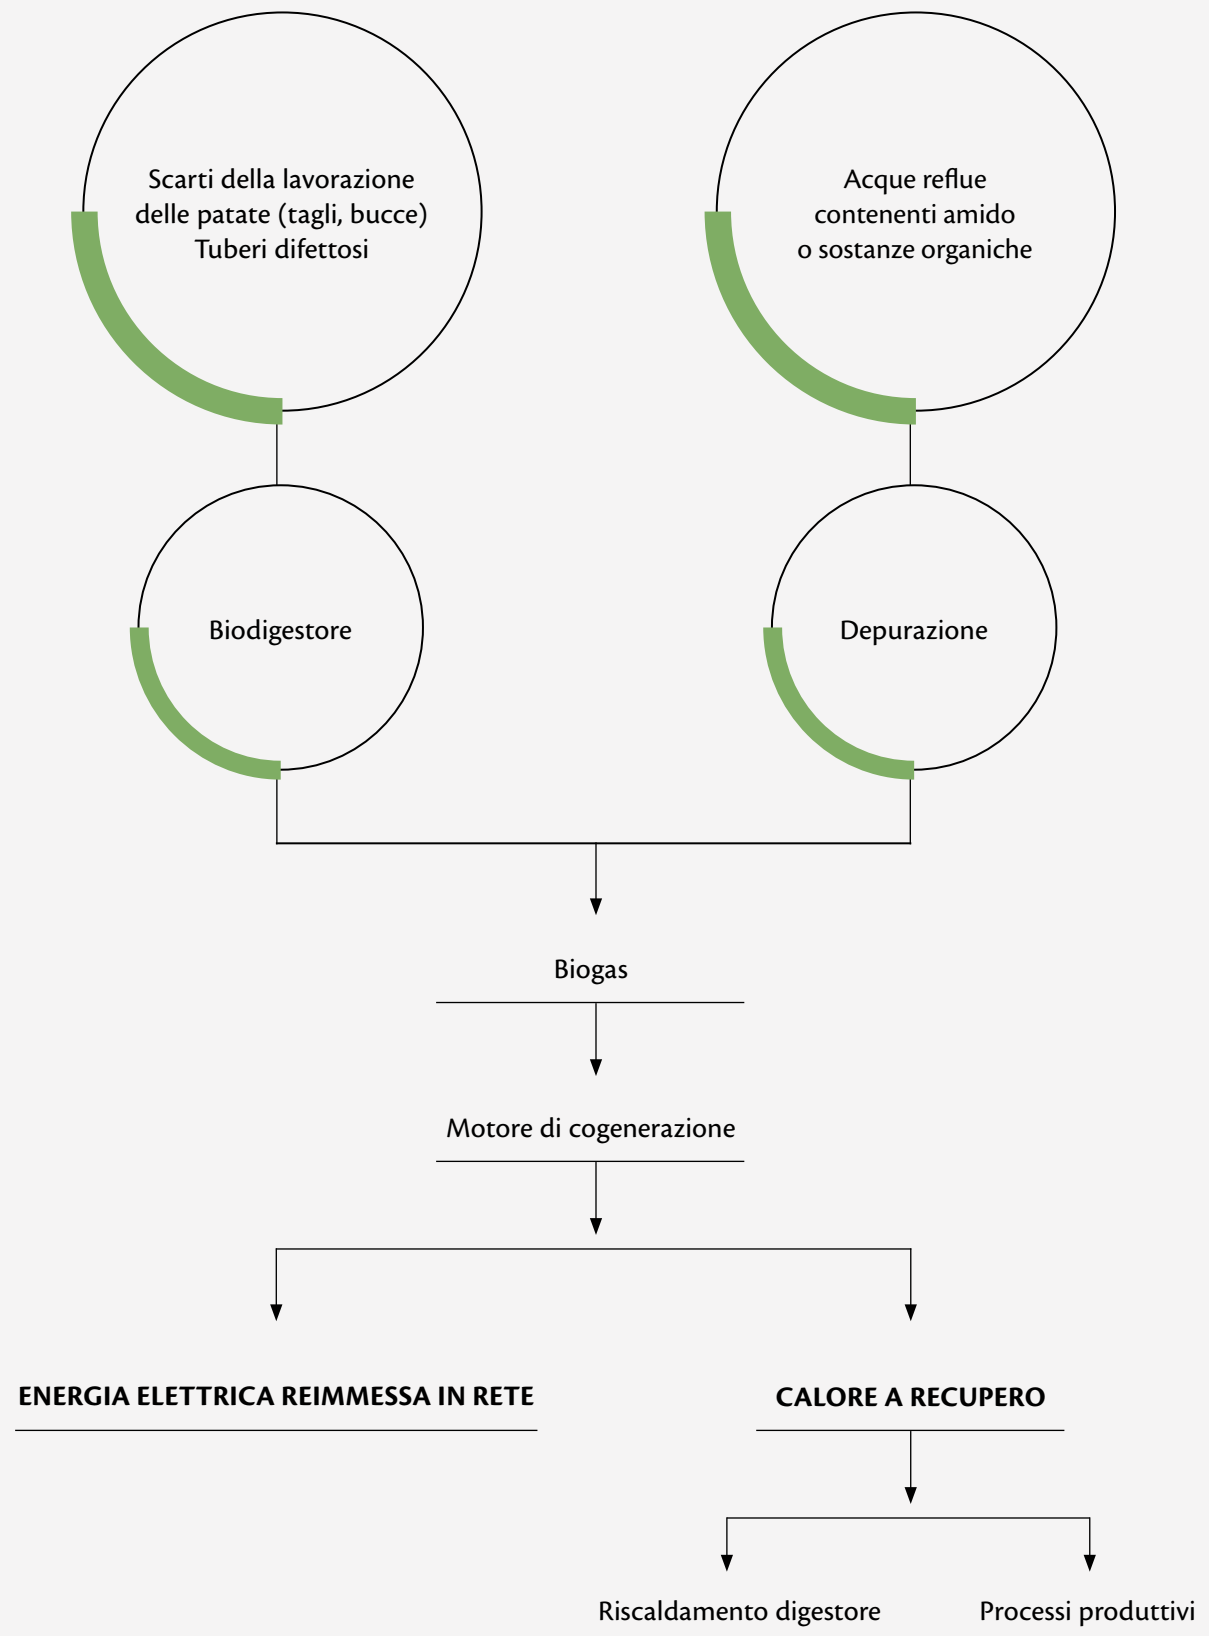 Scarti della lavorazione
delle patate (tagli, bucce)
Tuberi difettosi
Acque reflue
contenenti amido
o sostanze organiche
Biodigestore
Depurazione
Biogas
Motore di cogenerazione
ENERGIA ELETTRICA REIMMESSA IN RETE
CALORE A RECUPERO
Riscaldamento digestore
Processi produttivi